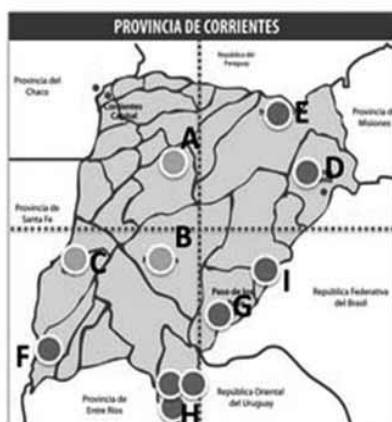 PROVINCIA DE CORRIENTES
República del
Paraguay
Provincia del
Chaco
Corrientes
Capital
Provincia de
Misiones
A
E
D
Provincia de
Santa Fe
B
C
I
Paso de los
G
República Federativa
del Brasil
F
H
Provincia de
Entre Ríos
República Oriental
del Uruguay